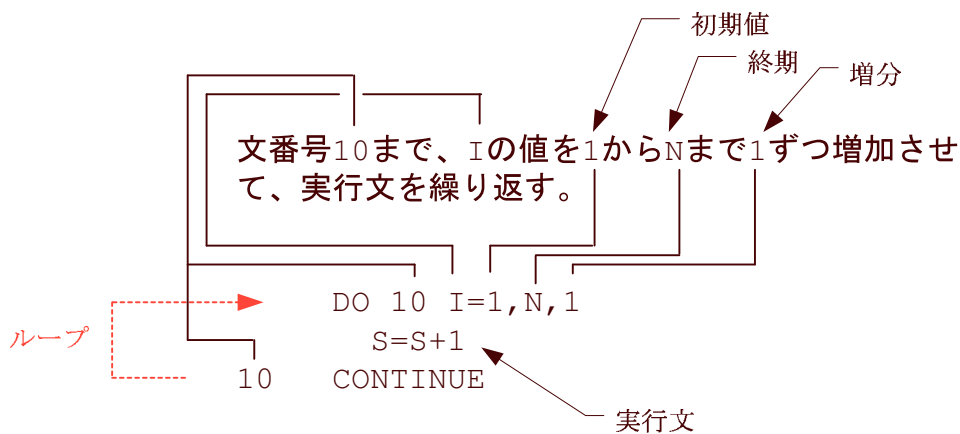 初期値
終期
増分
文番号10まで、Iの値を1からNまで1ずつ増加させ
て、実行文を繰り返す。
DO 10 I=1,N,1
ループ
S=S+1
10 CONTINUE
実行文